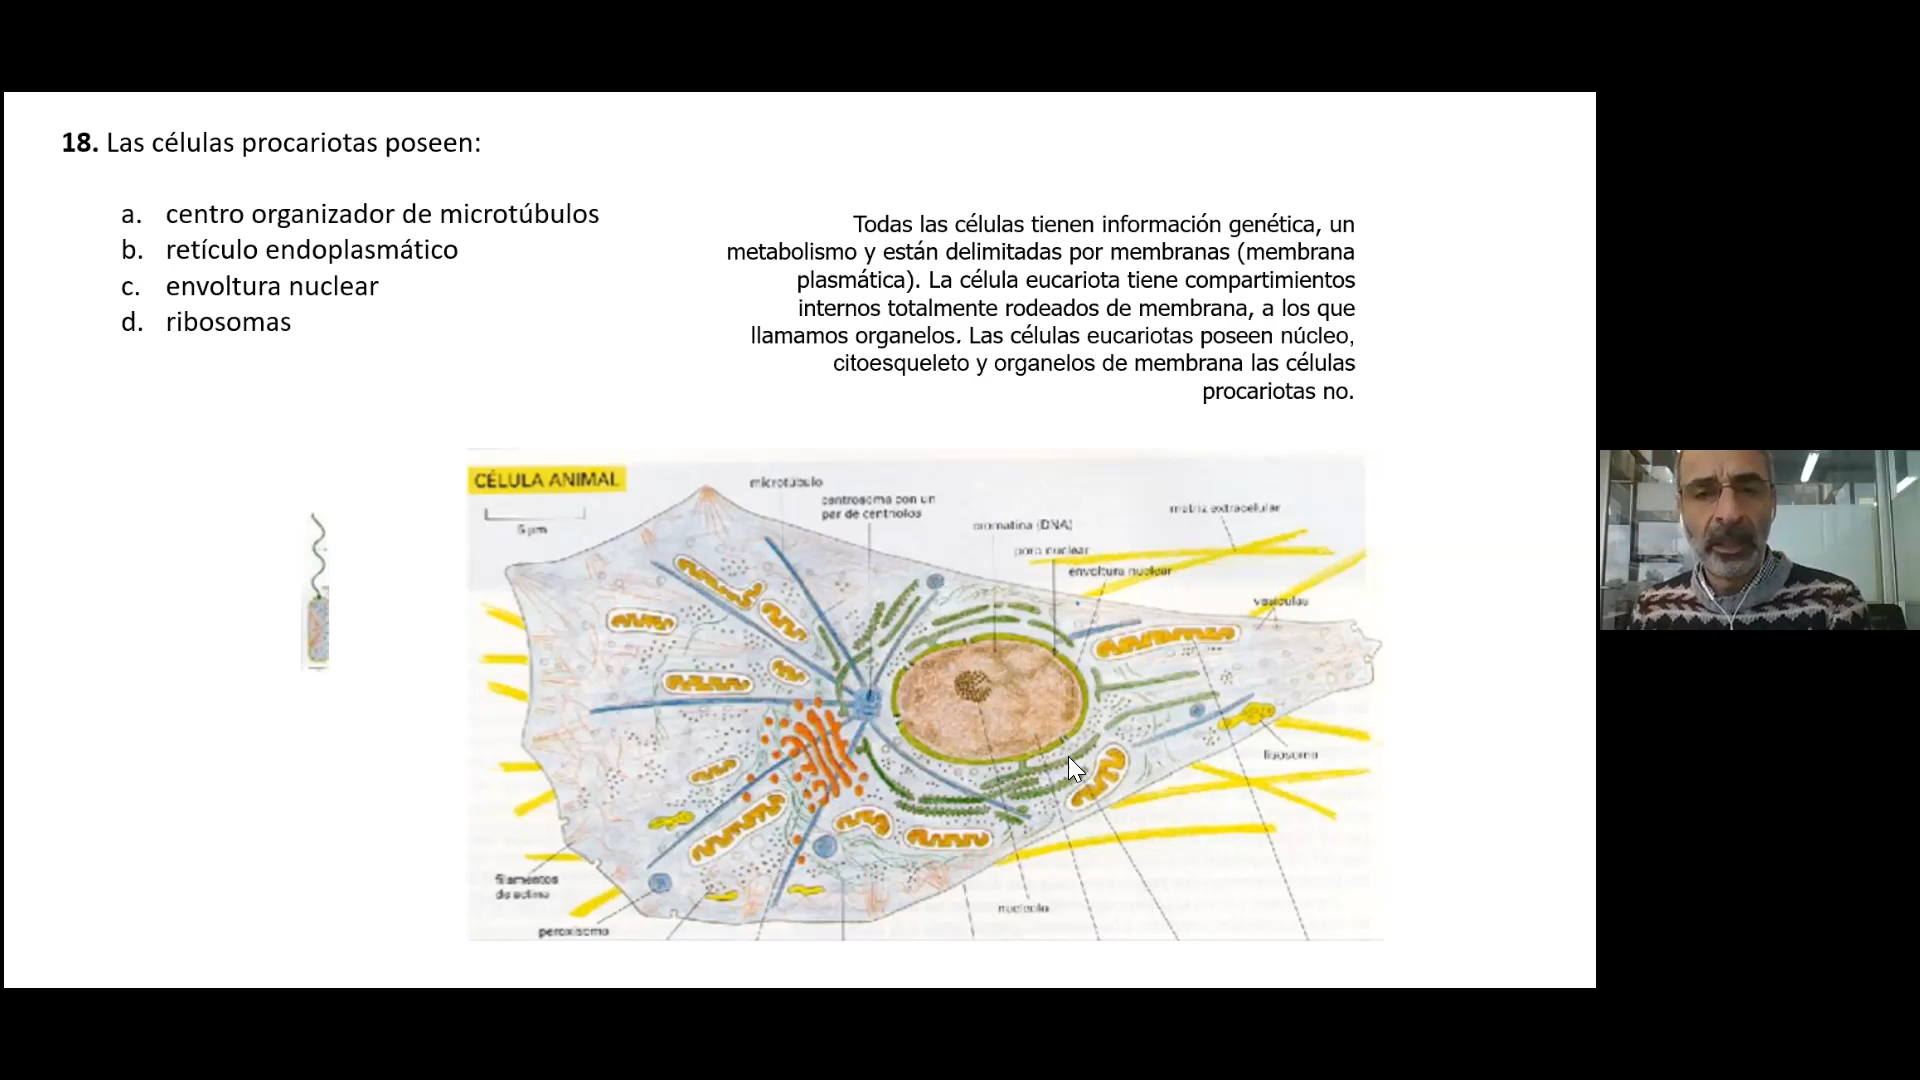 18. Las células procariotas poseen:
a. centro organizador de microtúbulos
b. retículo endoplasmático
c. envoltura nuclear
d. ribosomas
Todas las células tienen información genética, un
metabolismo y están delimitadas por membranas (membrana
plasmática). La célula eucariota tiene compartimientos
internos totalmente rodeados de membrana, a los que
llamamos organelos. Las células eucariotas poseen núcleo,
citoesqueleto y organelos de membrana las células
procariotas no.
CÉLULA ANIMAL
5 µm
microtúbulo
centrosoma con un
par de centriolos
cromatina (DNA)
matriz extracelular
poro nuclear
envoltura nuclear
vesículas
lisosoma
filamentos
de actina
nucleolo
peroxisoma